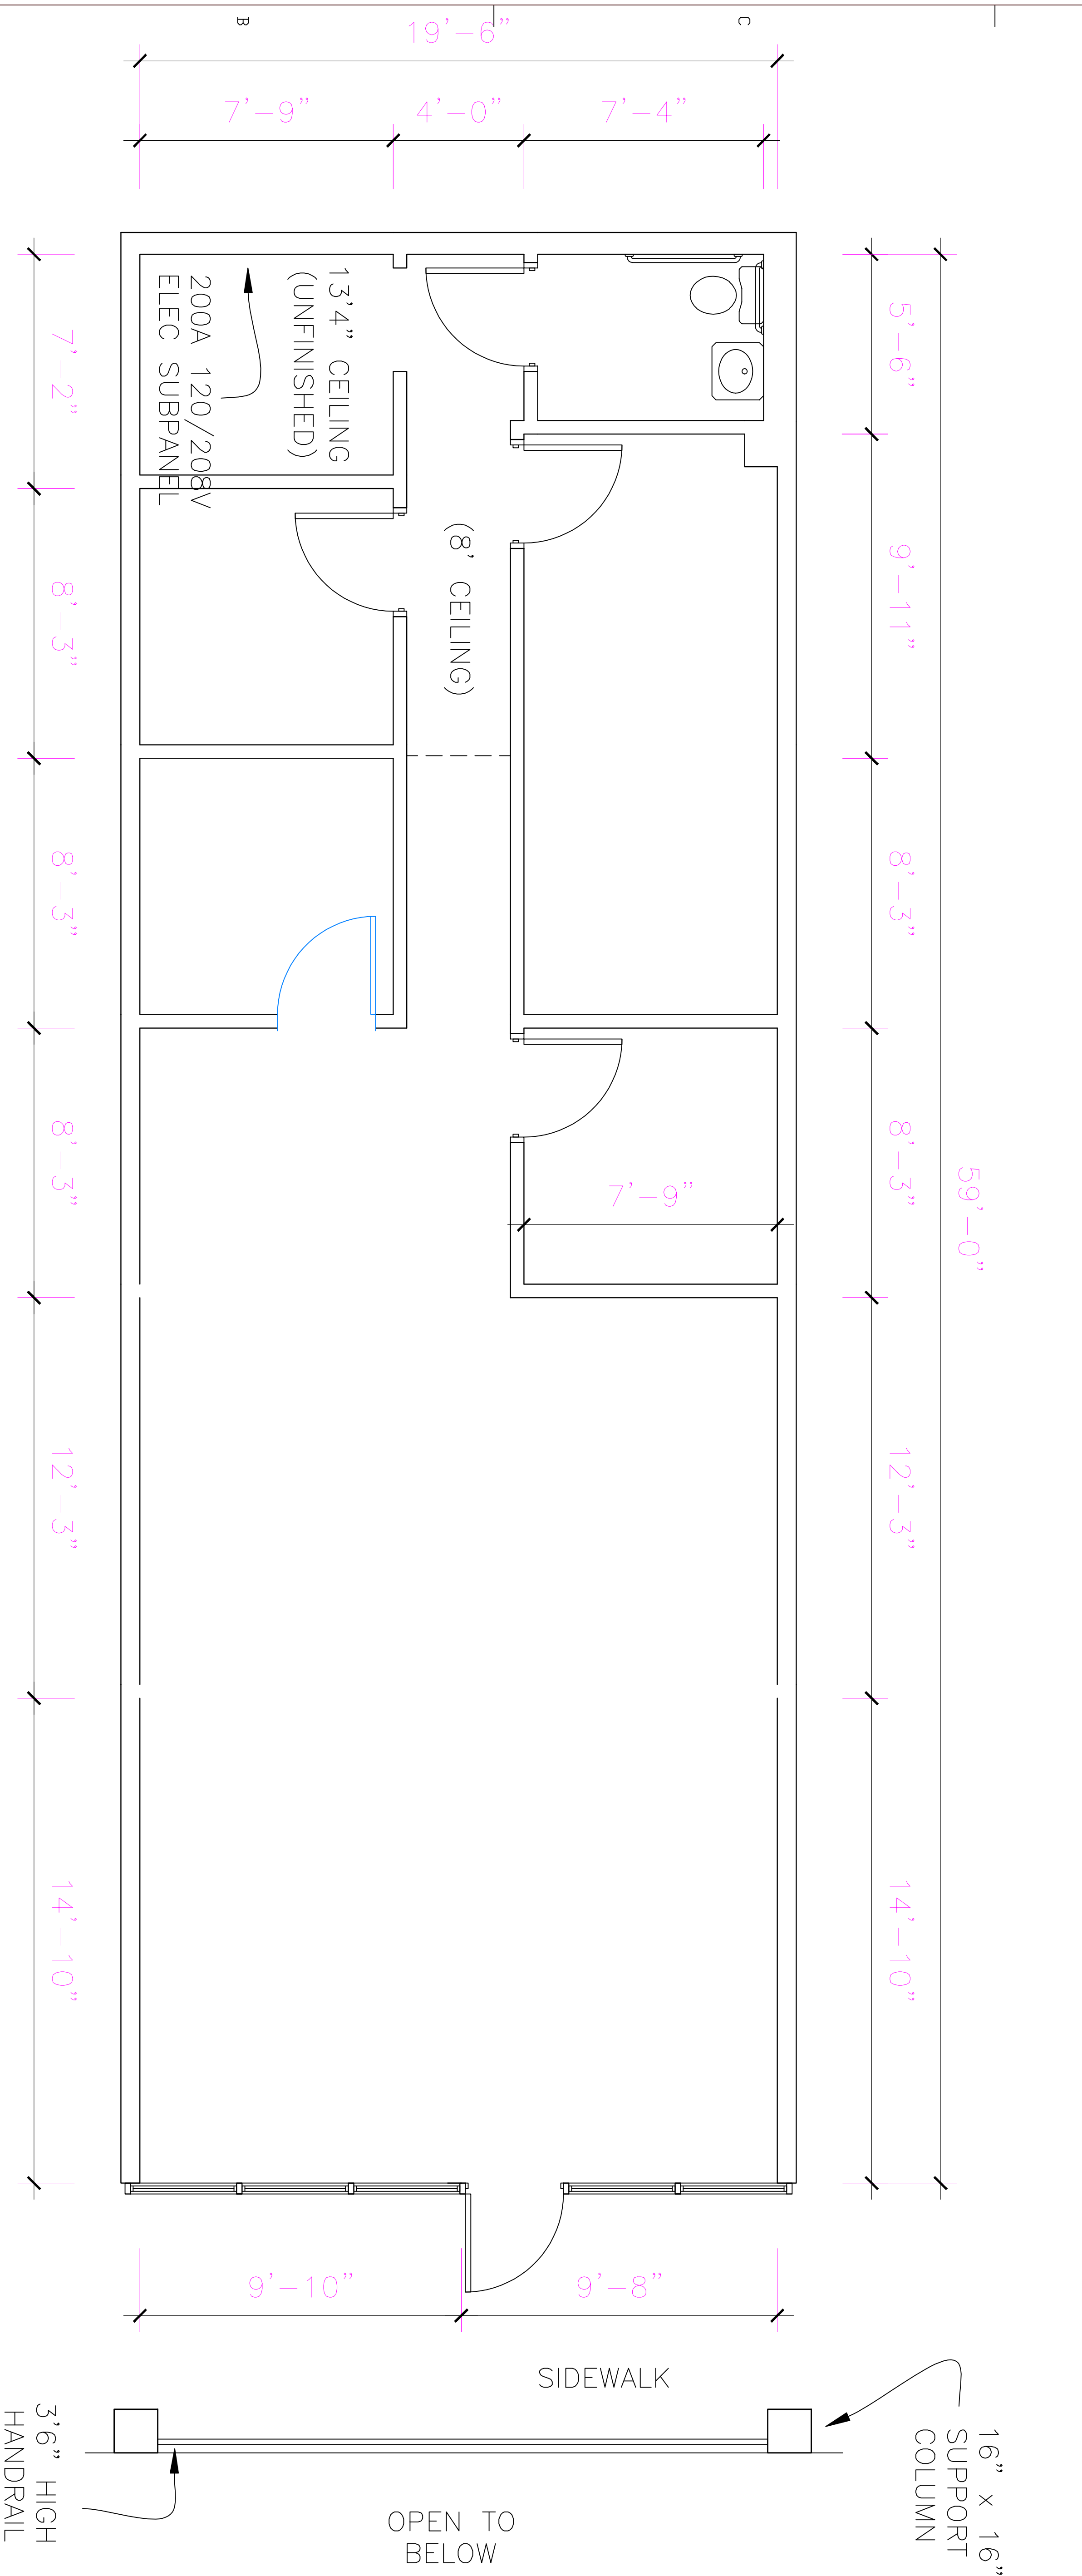 B
C
19'-6"
7'-9"
4'-0"
7'-4"
200A 120/208V
ELEC SUBPANEL
13'4" CEILING
(UNFINISHED)
(8' CEILING)
7'-2"
8'-3"
8'-3"
8'-3"
12'-3"
14'-10"
5'-6"
9'-11"
8'-3"
8'-3"
12'-3"
14'-10"
59'-0"
7'-9"
9'-10"
9'-8"
SIDEWALK
16" x 16"
SUPPORT
COLUMN
3'6" HIGH
HANDRAIL
OPEN TO
BELOW